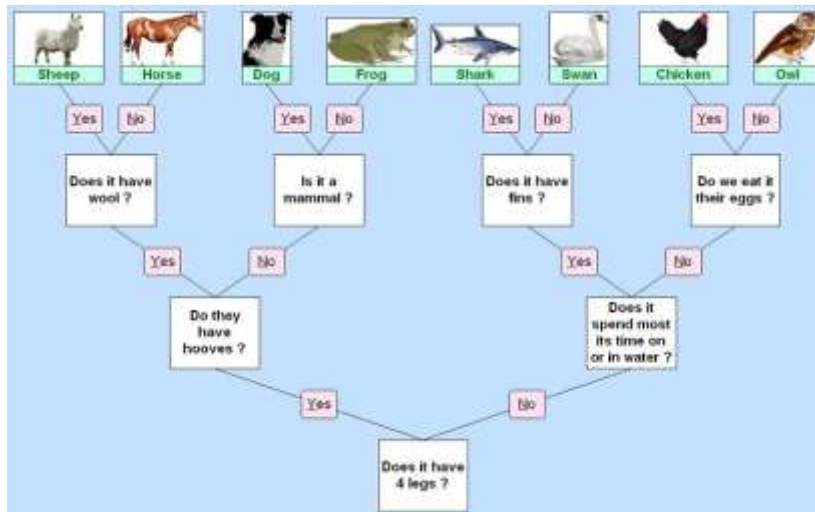 Sheep
Horse
Dog
Frog
Shark
Swan
Chicken
Owl
Yes
No
Yes
No
Yes
No
Yes
No
Does it have
wool ?
Is it a
mammal ?
Does it have
fins ?
Do we eat it
their eggs ?
Yes
No
Yes
No
Do they
have
hooves ?
Does it
spend most
its time on
or in water ?
Yes
No
Does it have
4 legs ?